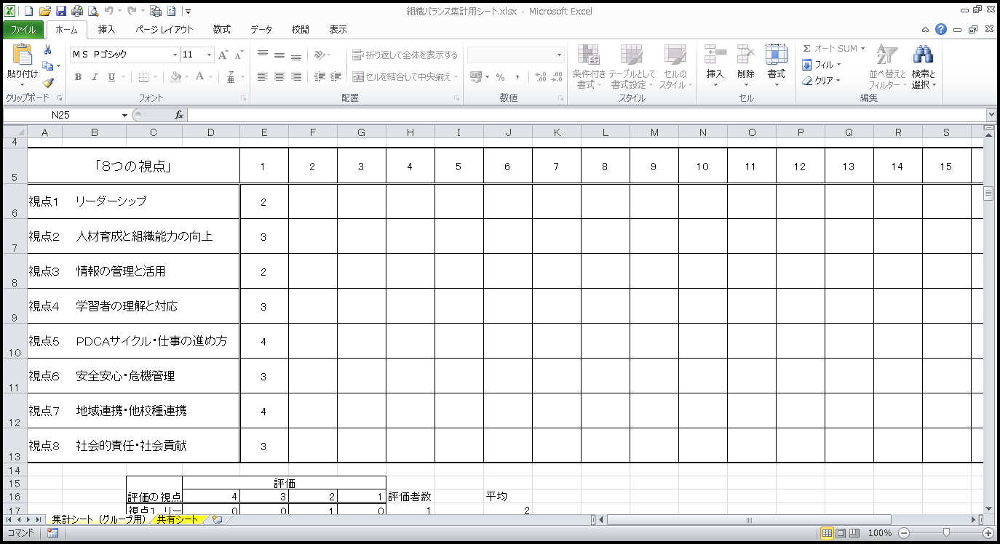 組織バランス集計用シート.xlsx - Microsoft Excel
ファイル ホーム 挿入 ページ レイアウト 数式 データ 校閲 表示
ＭＳ Ｐゴシック 11 折り返して全体を表示する Σ オート SUM
貼り付け B I U A 亜 セルを結合して中央揃え % , 条件付き書式 テーブルとして書式設定 セルのスタイル 挿入 削除 書式 フィル クリア 並べ替えとフィルター 検索と選択
クリップボード フォント 配置 数値 スタイル セル 編集
N25 fx
A B C D E F G H I J K L M N O P Q R S
4
5 「8つの視点」 1 2 3 4 5 6 7 8 9 10 11 12 13 14 15
6 視点1 リーダーシップ 2
7 視点2 人材育成と組織能力の向上 3
8 視点3 情報の管理と活用 2
9 視点4 学習者の理解と対応 3
10 視点5 PDCAサイクル・仕事の進め方 4
11 視点6 安全安心・危機管理 3
12 視点7 地域連携・他校種連携 4
13 視点8 社会的責任・社会貢献 3
14
15 評価
16 評価の視点 4 3 2 1 評価者数 平均
17 視点1 リー 0 0 1 0 1 2
集計シート（グループ用） 共有シート
コマンド 100%